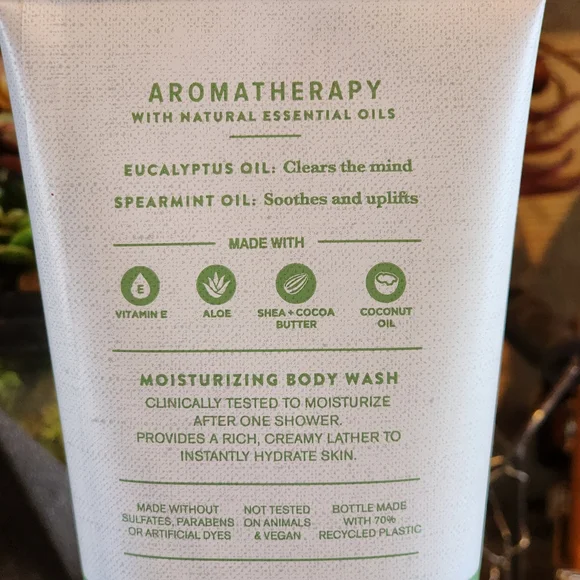 AROMATHERAPY
WITH NATURAL ESSENTIAL OILS
EUCALYPTUS OIL: Clears the mind
SPEARMINT OIL: Soothes and uplifts
MADE WITH
E
VITAMIN E
ALOE
SHEA + COCOA
BUTTER
COCONUT
OIL
MOISTURIZING BODY WASH
CLINICALLY TESTED TO MOISTURIZE
AFTER ONE SHOWER.
PROVIDES A RICH, CREAMY LATHER TO
INSTANTLY HYDRATE SKIN.
MADE WITHOUT
SULFATES, PARABENS
OR ARTIFICIAL DYES
NOT TESTED
ON ANIMALS
& VEGAN
BOTTLE MADE
WITH 70%
RECYCLED PLASTIC